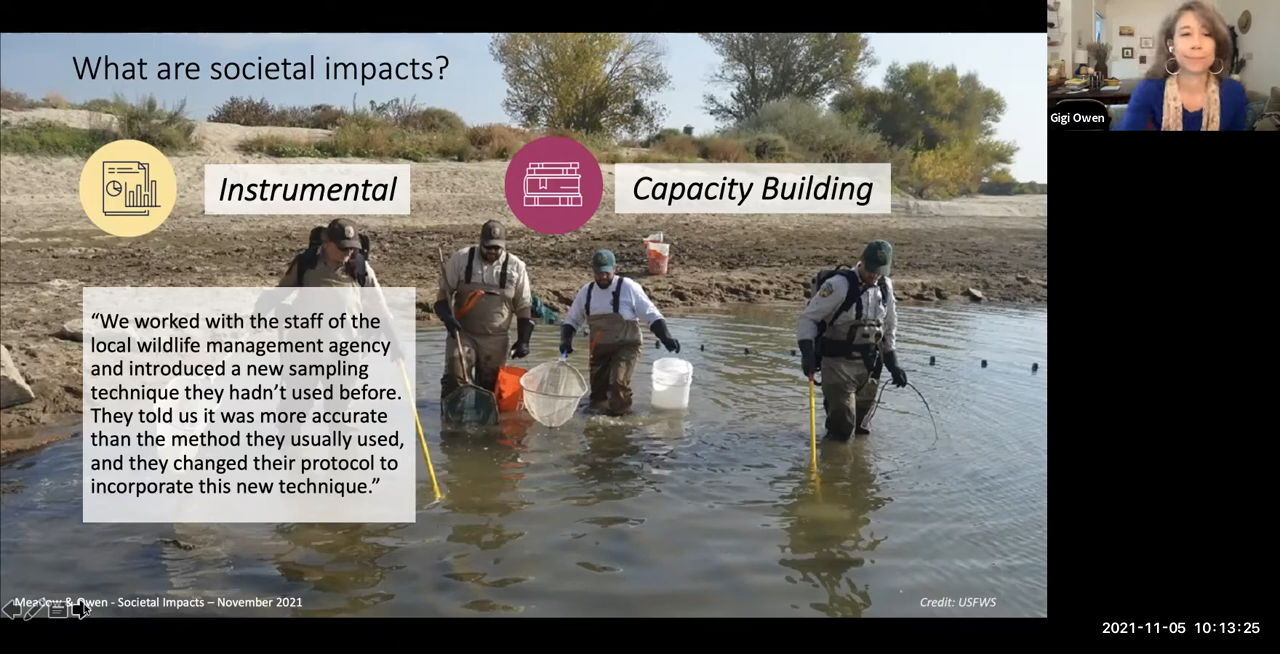 What are societal impacts?
Instrumental
Capacity Building
“We worked with the staff of the
local wildlife management agency
and introduced a new sampling
technique they hadn’t used before.
They told us it was more accurate
than the method they usually used,
and they changed their protocol to
incorporate this new technique.”
Meadow & Owen - Societal Impacts – November 2021
Credit: USFWS
Gigi Owen
2021-11-05 10:13:25